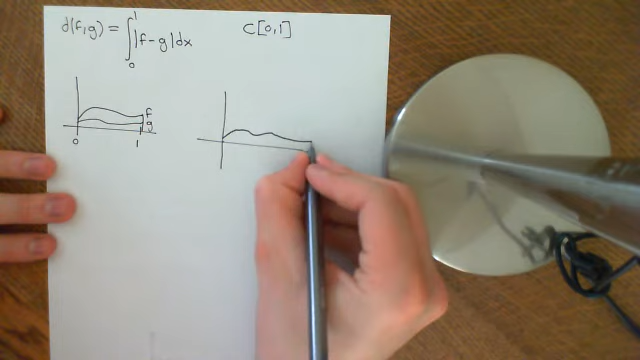 d(f,g) = ∫₀¹ |f-g| dx
C[0,1]
f
g
0 1